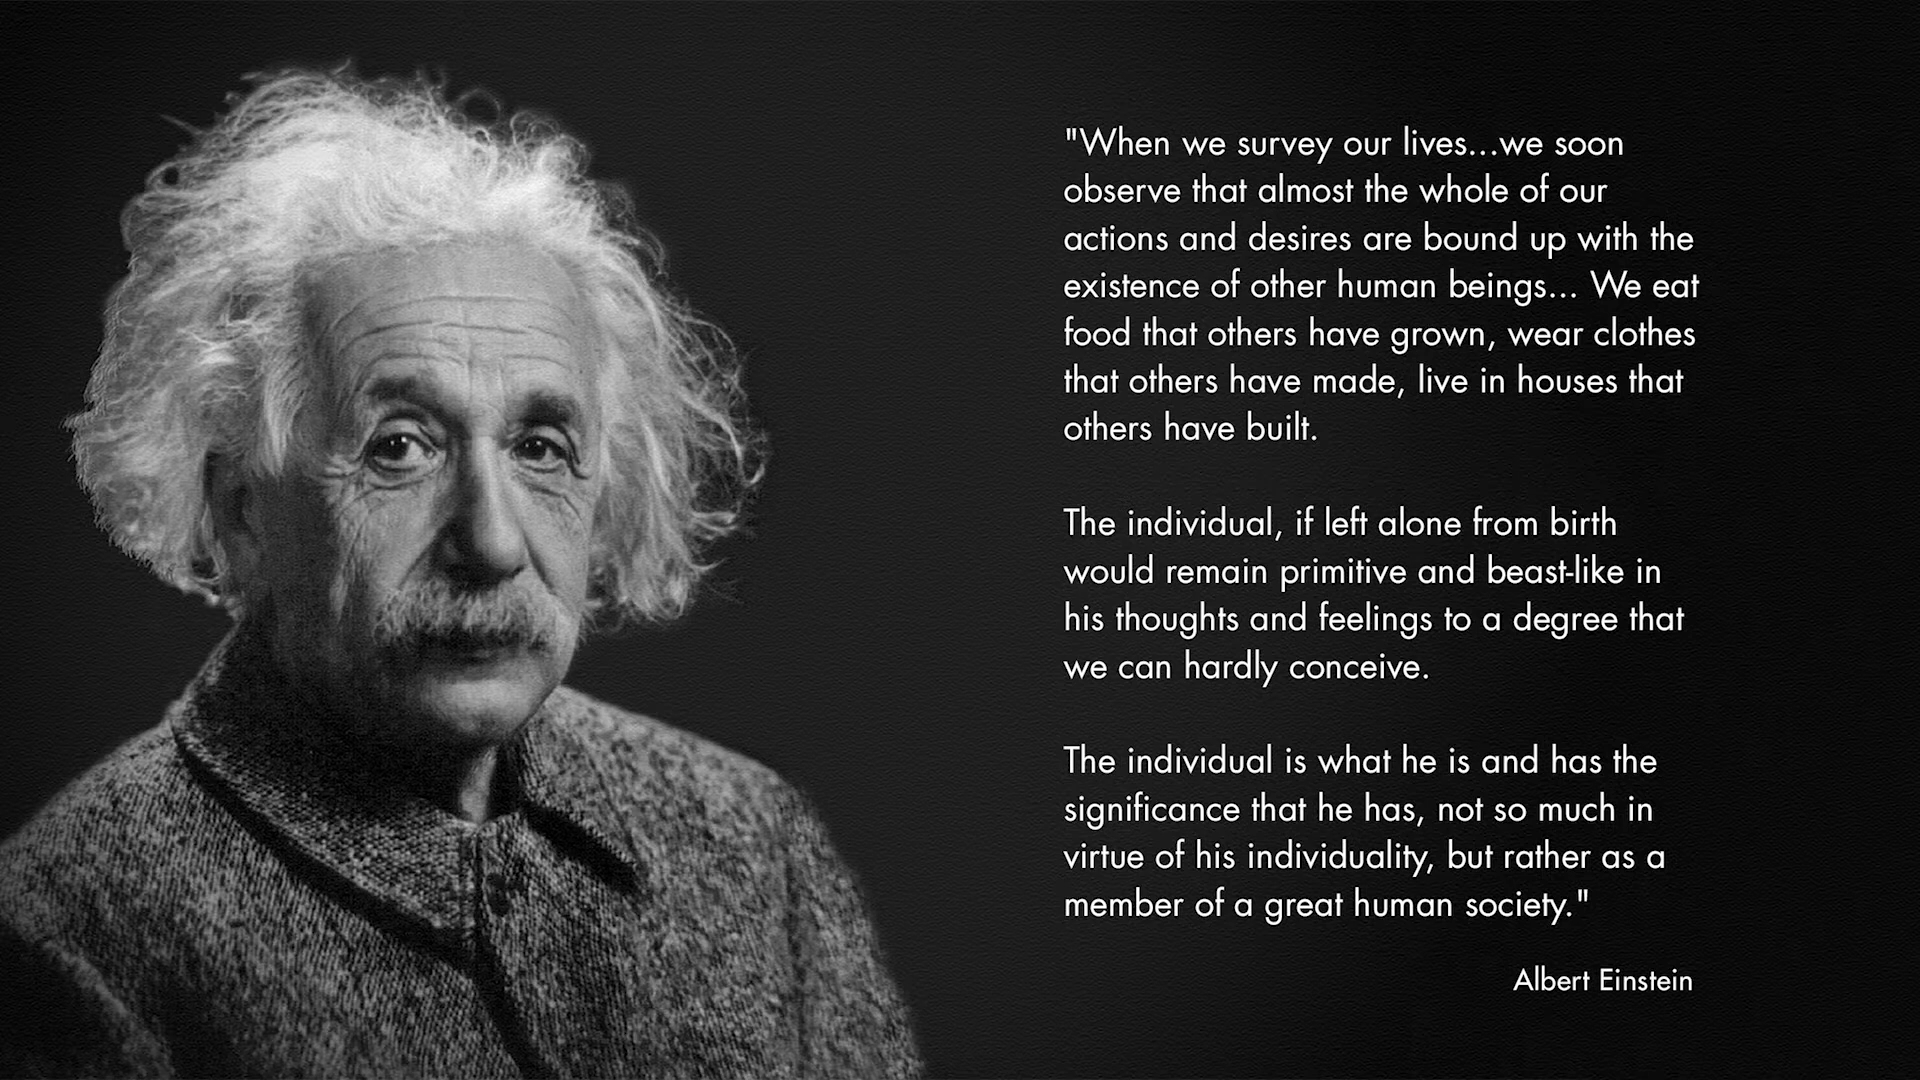 "When we survey our lives...we soon
observe that almost the whole of our
actions and desires are bound up with the
existence of other human beings... We eat
food that others have grown, wear clothes
that others have made, live in houses that
others have built.
The individual, if left alone from birth
would remain primitive and beast-like in
his thoughts and feelings to a degree that
we can hardly conceive.
The individual is what he is and has the
significance that he has, not so much in
virtue of his individuality, but rather as a
member of a great human society."
Albert Einstein